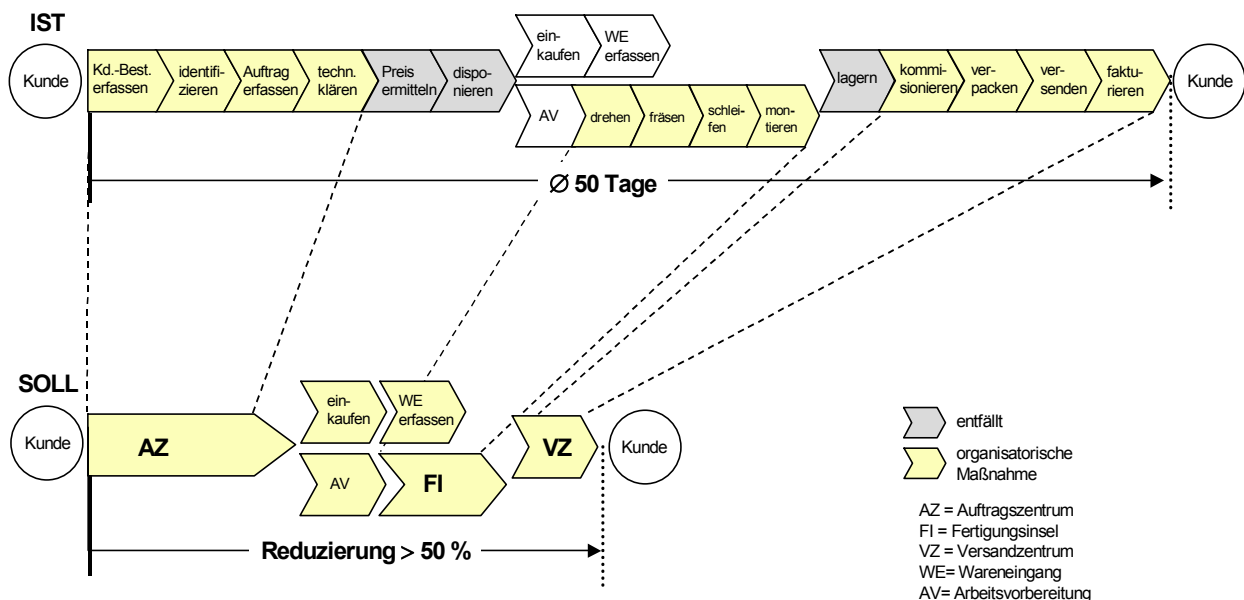 IST
Kunde
Kd.-Best.
erfassen
identifi-
zieren
Auftrag
erfassen
techn.
klären
Preis
ermitteln
dispo-
nieren
ein-
kaufen
WE
erfassen
AV
drehen
fräsen
schlei-
fen
mon-
tieren
lagern
kommi-
sionieren
ver-
packen
ver-
senden
faktu-
rieren
Kunde
Ø 50 Tage
SOLL
Kunde
AZ
ein-
kaufen
WE
erfassen
AV
FI
VZ
Kunde
Reduzierung > 50 %
entfällt
organisatorische
Maßnahme
AZ = Auftragszentrum
FI = Fertigungsinsel
VZ = Versandzentrum
WE= Wareneingang
AV= Arbeitsvorbereitung